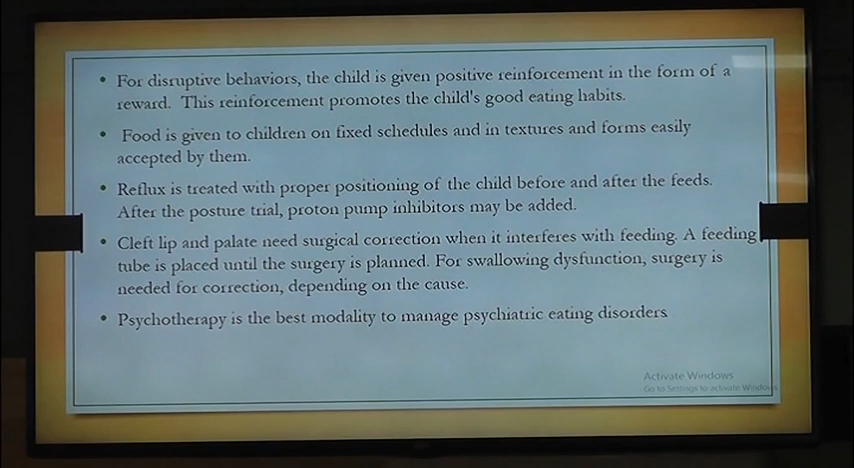 • For disruptive behaviors, the child is given positive reinforcement in the form of a
reward. This reinforcement promotes the child's good eating habits.
• Food is given to children on fixed schedules and in textures and forms easily
accepted by them.
• Reflux is treated with proper positioning of the child before and after the feeds.
After the posture trial, proton pump inhibitors may be added.
• Cleft lip and palate need surgical correction when it interferes with feeding. A feeding
tube is placed until the surgery is planned. For swallowing dysfunction, surgery is
needed for correction, depending on the cause.
• Psychotherapy is the best modality to manage psychiatric eating disorders
Activate Windows
Go to Settings to activate Windows